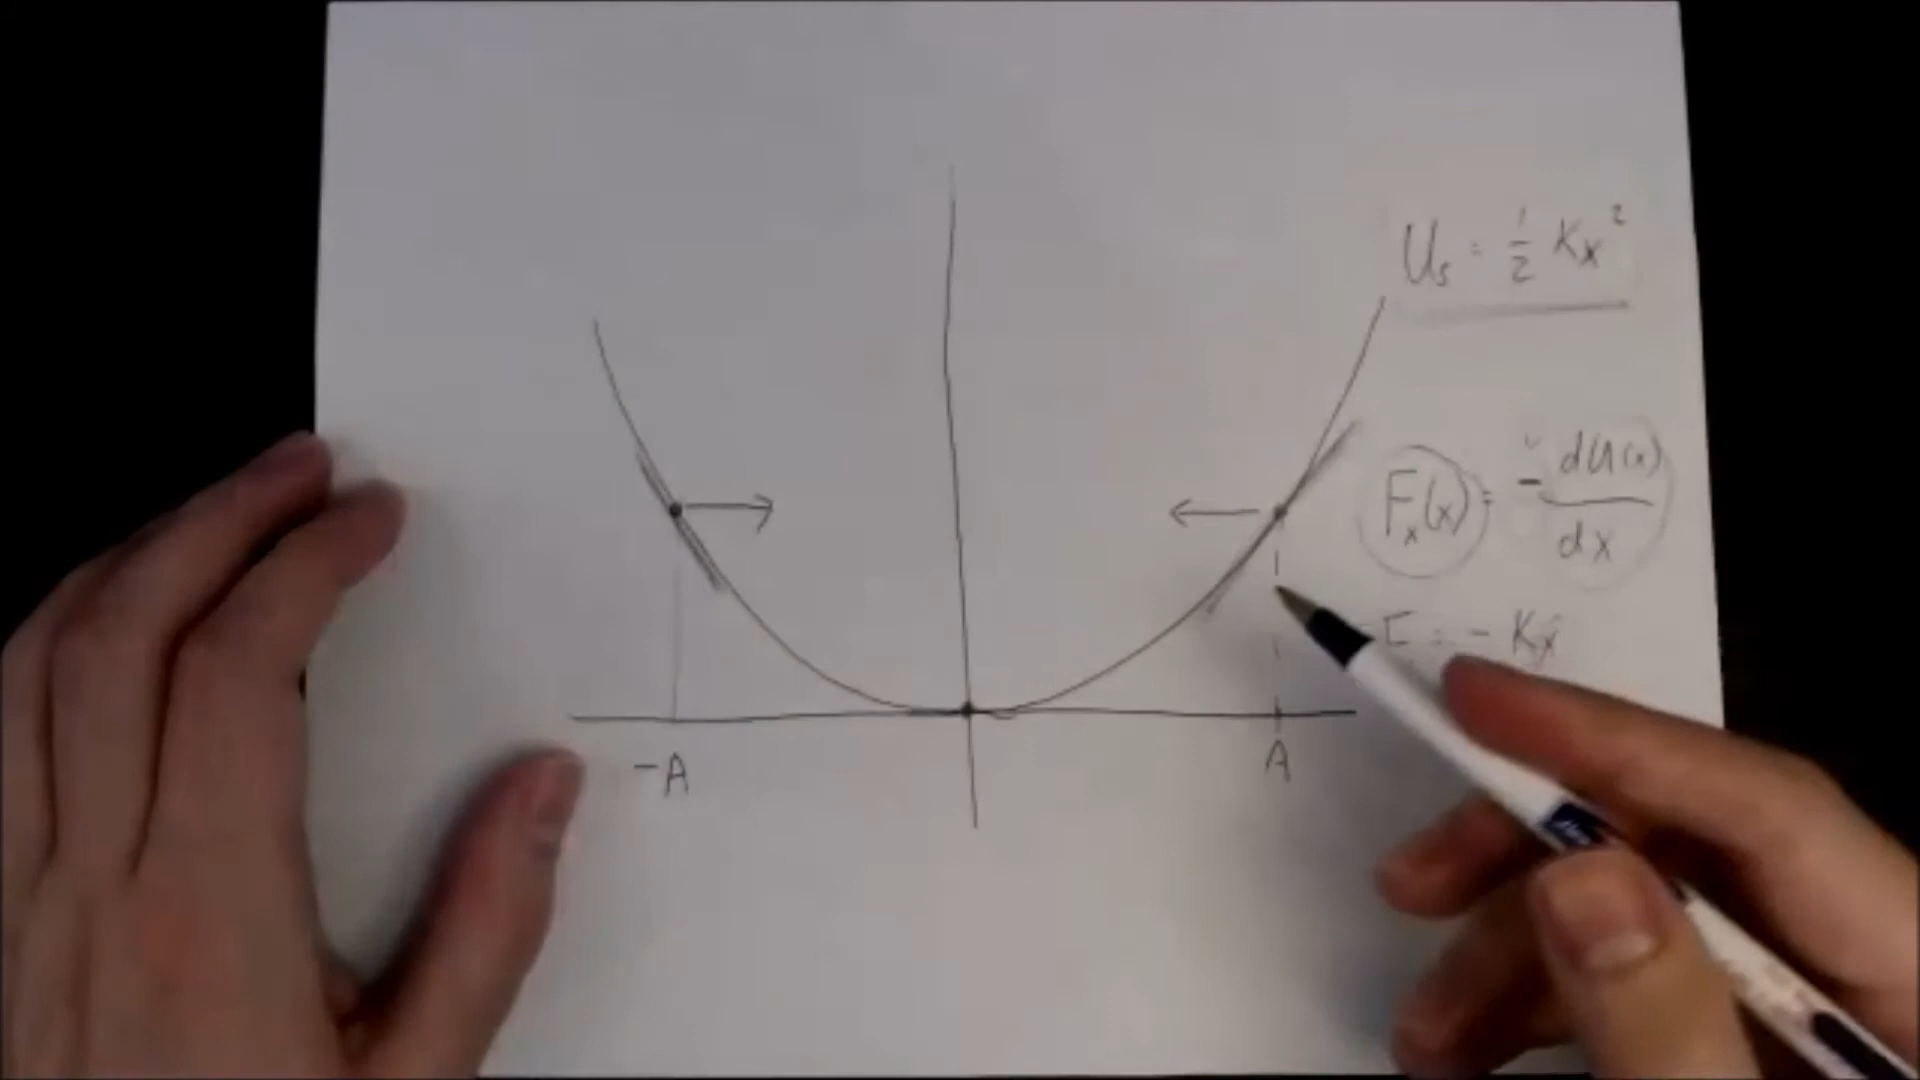 Us = 1/2 Kx²
Fx(x) = - dU(x)/dx
F = - Kx
-A
A